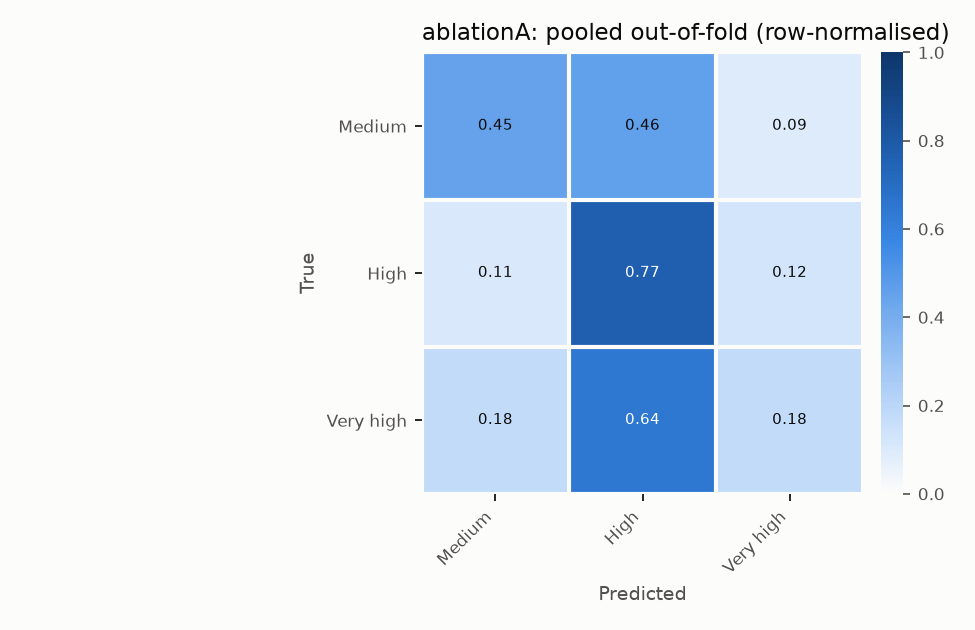 ablationA: pooled out-of-fold (row-normalised)
1.0
Medium
0.45
0.46
0.09
0.8
0.6
True
High
0.11
0.77
0.12
0.4
0.2
Very high
0.18
0.64
0.18
0.0
Medium
High
Very high
Predicted